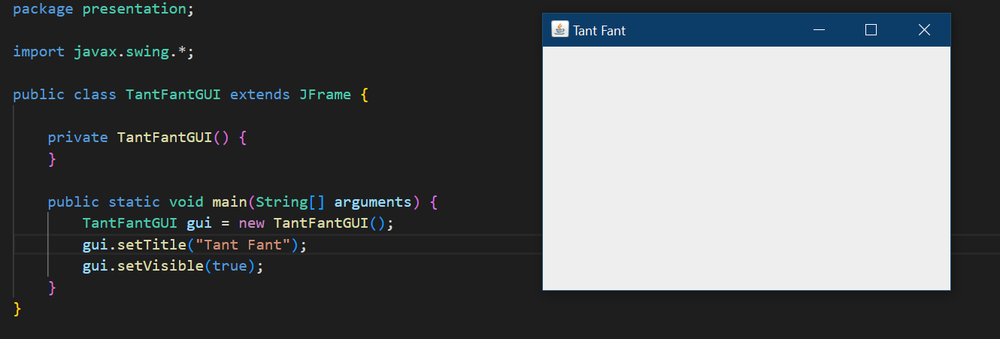 package presentation;
import javax.swing.*;
public class TantFantGUI extends JFrame {
private TantFantGUI() {
}
public static void main(String[] arguments) {
TantFantGUI gui = new TantFantGUI();
gui.setTitle("Tant Fant");
gui.setVisible(true);
}
}
Tant Fant